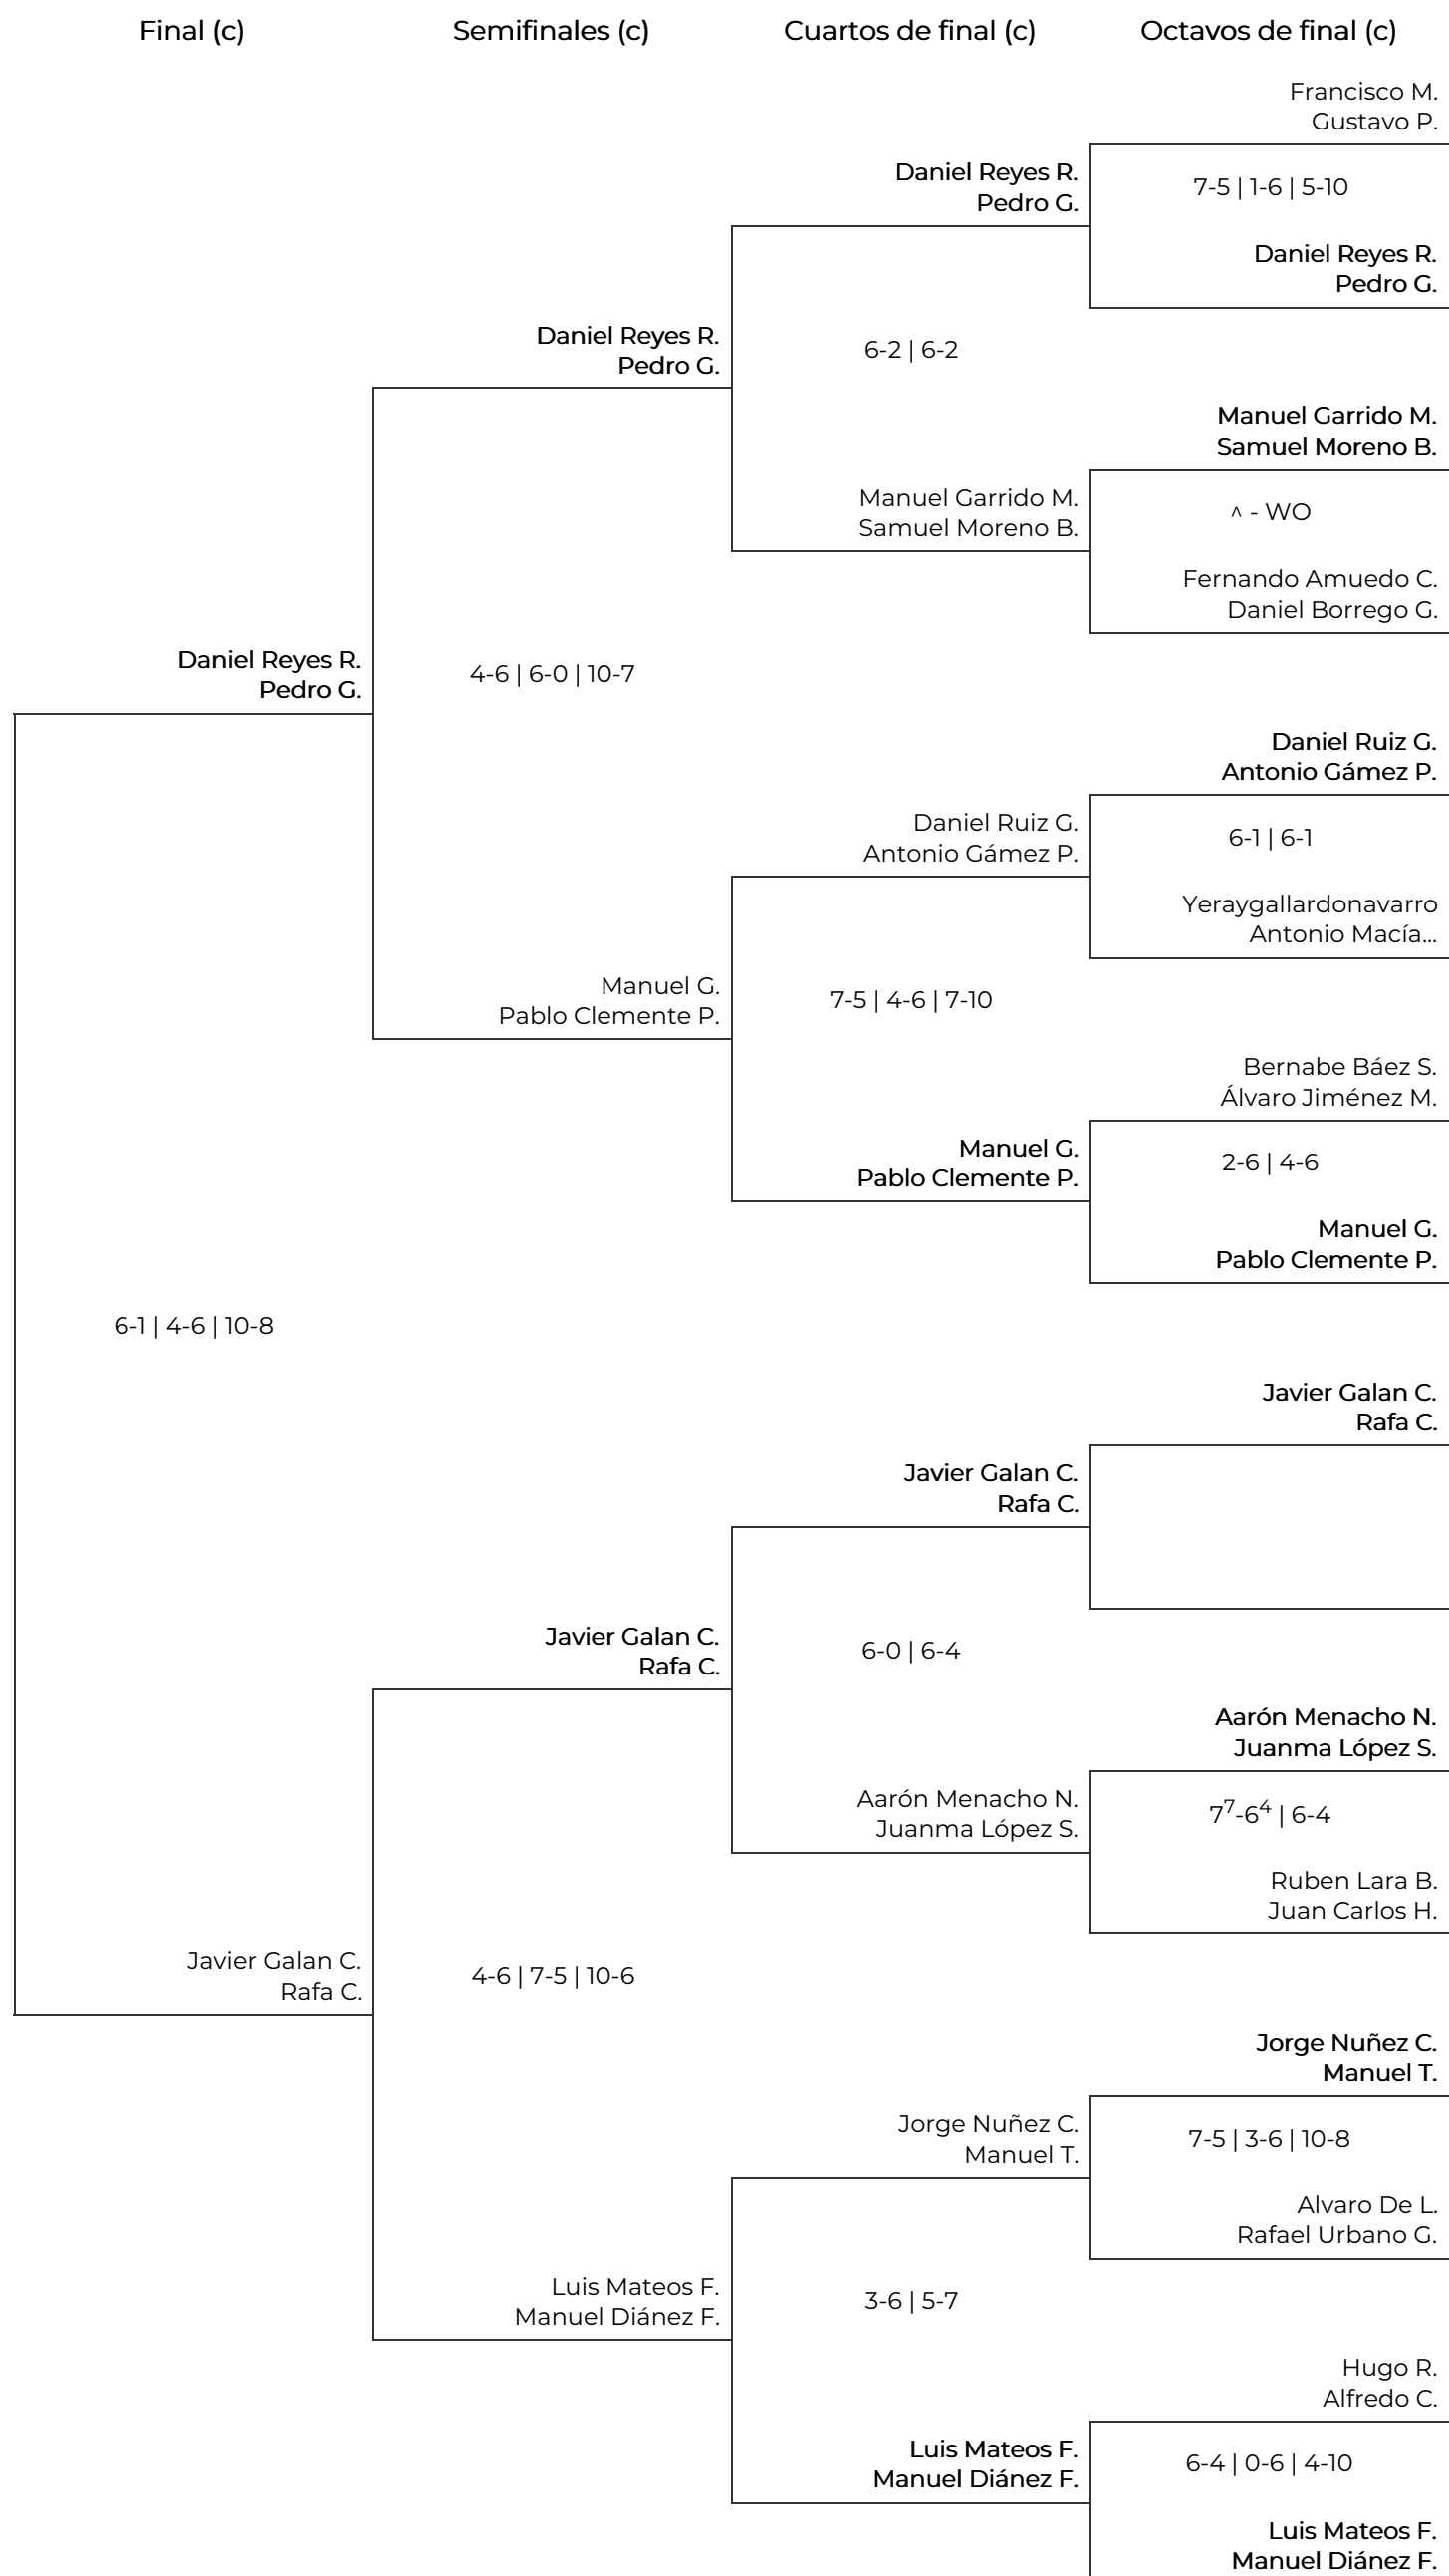 Final (c)
Semifinales (c)
Cuartos de final (c)
Octavos de final (c)
Francisco M.
Gustavo P.
Daniel Reyes R.
Pedro G.
7-5 | 1-6 | 5-10
Daniel Reyes R.
Pedro G.
Daniel Reyes R.
Pedro G.
6-2 | 6-2
Manuel Garrido M.
Samuel Moreno B.
Manuel Garrido M.
Samuel Moreno B.
^ - WO
Fernando Amuedo C.
Daniel Borrego G.
Daniel Reyes R.
Pedro G.
4-6 | 6-0 | 10-7
Daniel Ruiz G.
Antonio Gámez P.
Daniel Ruiz G.
Antonio Gámez P.
6-1 | 6-1
Yeraygallardonavarro
Antonio Macía...
Manuel G.
Pablo Clemente P.
7-5 | 4-6 | 7-10
Bernabe Báez S.
Álvaro Jiménez M.
Manuel G.
Pablo Clemente P.
2-6 | 4-6
Manuel G.
Pablo Clemente P.
6-1 | 4-6 | 10-8
Javier Galan C.
Rafa C.
Javier Galan C.
Rafa C.
Javier Galan C.
Rafa C.
6-0 | 6-4
Aarón Menacho N.
Juanma López S.
Aarón Menacho N.
Juanma López S.
7⁷-6⁴ | 6-4
Ruben Lara B.
Juan Carlos H.
Javier Galan C.
Rafa C.
4-6 | 7-5 | 10-6
Jorge Nuñez C.
Manuel T.
Jorge Nuñez C.
Manuel T.
7-5 | 3-6 | 10-8
Alvaro De L.
Rafael Urbano G.
Luis Mateos F.
Manuel Diánez F.
3-6 | 5-7
Hugo R.
Alfredo C.
Luis Mateos F.
Manuel Diánez F.
6-4 | 0-6 | 4-10
Luis Mateos F.
Manuel Diánez F.